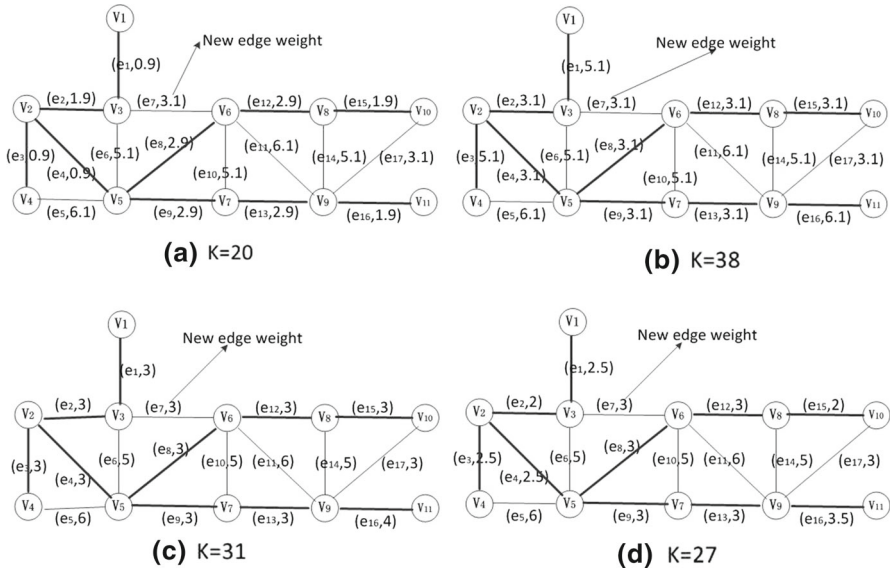 V1
New edge weight
(e1,0.9)
V2 (e2,1.9) V3 (e7,3.1) V6 (e12,2.9) V8 (e15,1.9) V10
(e3,0.9) (e4,0.9) (e6,5.1) (e8,2.9) (e10,5.1) (e11,6.1) (e14,5.1) (e17,3.1)
V4 (e5,6.1) V5 (e9,2.9) V7 (e13,2.9) V9 (e16,1.9) V11
(a) K=20
V1
New edge weight
(e1,5.1)
V2 (e2,3.1) V3 (e7,3.1) V6 (e12,3.1) V8 (e15,3.1) V10
(e3,5.1) (e4,3.1) (e6,5.1) (e8,3.1) (e10,5.1) (e11,6.1) (e14,5.1) (e17,3.1)
V4 (e5,6.1) V5 (e9,3.1) V7 (e13,3.1) V9 (e16,6.1) V11
(b) K=38
V1
New edge weight
(e1,3)
V2 (e2,3) V3 (e7,3) V6 (e12,3) V8 (e15,3) V10
(e3,3) (e4,3) (e6,5) (e8,3) (e10,5) (e11,6) (e14,5) (e17,3)
V4 (e5,6) V5 (e9,3) V7 (e13,3) V9 (e16,4) V11
(c) K=31
V1
New edge weight
(e1,2.5)
V2 (e2,2) V3 (e7,3) V6 (e12,3) V8 (e15,2) V10
(e3,2.5) (e4,2.5) (e6,5) (e8,3) (e10,5) (e11,6) (e14,5) (e17,3)
V4 (e5,6) V5 (e9,3) V7 (e13,3) V9 (e16,3.5) V11
(d) K=27